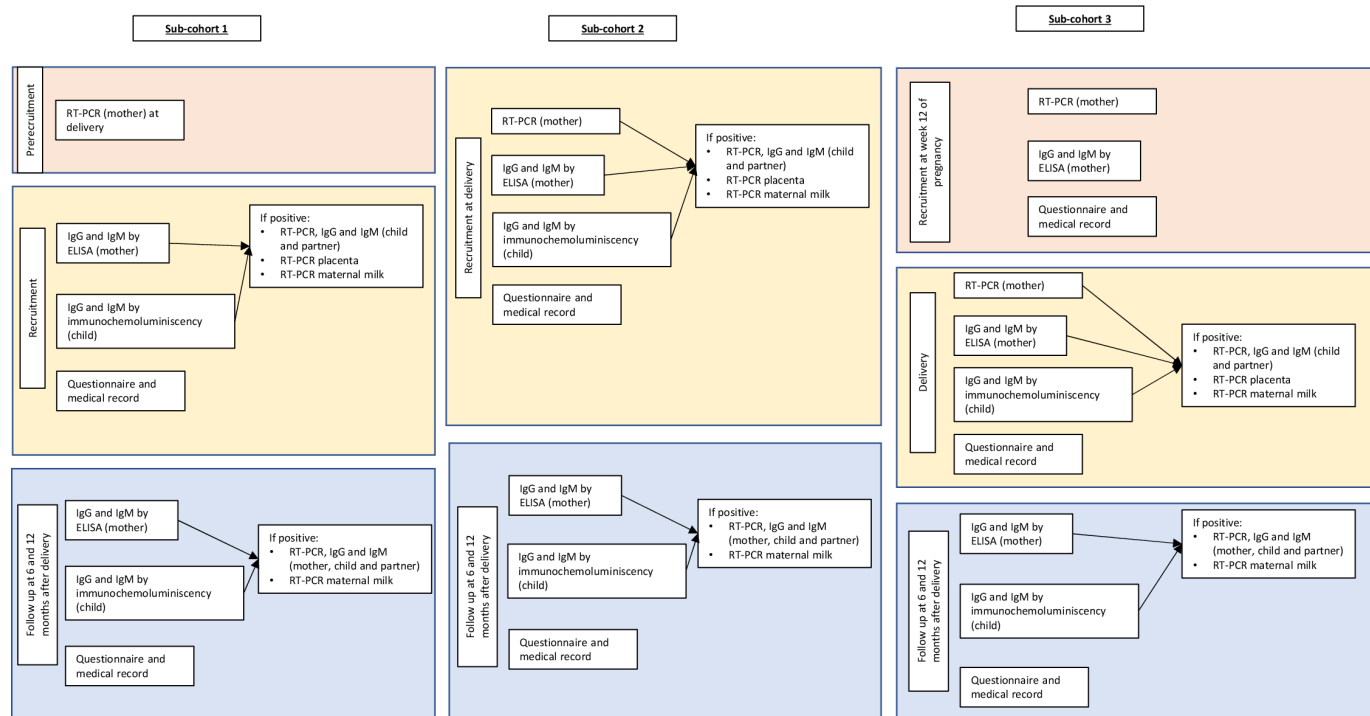 Sub-cohort 1
Prerecruitment
RT-PCR (mother) at
delivery
Recruitment
IgG and IgM by
ELISA (mother)
IgG and IgM by
immunochemoluminiscency
(child)
Questionnaire and
medical record
If positive:
• RT-PCR, IgG and IgM (child
and partner)
• RT-PCR placenta
• RT-PCR maternal milk
Follow up at 6 and 12
months after delivery
IgG and IgM by
ELISA (mother)
IgG and IgM by
immunochemoluminiscency
(child)
Questionnaire and
medical record
If positive:
• RT-PCR, IgG and IgM
(mother, child and partner)
• RT-PCR maternal milk
Sub-cohort 2
Recruitment at delivery
RT-PCR (mother)
IgG and IgM by
ELISA (mother)
IgG and IgM by
immunochemoluminiscency
(child)
Questionnaire and
medical record
If positive:
• RT-PCR, IgG and IgM (child
and partner)
• RT-PCR placenta
• RT-PCR maternal milk
Follow up at 6 and 12
months after delivery
IgG and IgM by
ELISA (mother)
IgG and IgM by
immunochemoluminiscency
(child)
Questionnaire and
medical record
If positive:
• RT-PCR, IgG and IgM
(mother, child and partner)
• RT-PCR maternal milk
Sub-cohort 3
Recruitment at week 12 of
pregnancy
RT-PCR (mother)
IgG and IgM by
ELISA (mother)
Questionnaire and
medical record
Delivery
RT-PCR (mother)
IgG and IgM by
ELISA (mother)
IgG and IgM by
immunochemoluminiscency
(child)
Questionnaire and
medical record
If positive:
• RT-PCR, IgG and IgM (child
and partner)
• RT-PCR placenta
• RT-PCR maternal milk
Follow up at 6 and 12
months after delivery
IgG and IgM by
ELISA (mother)
IgG and IgM by
immunochemoluminiscency
(child)
Questionnaire and
medical record
If positive:
• RT-PCR, IgG and IgM
(mother, child and partner)
• RT-PCR maternal milk